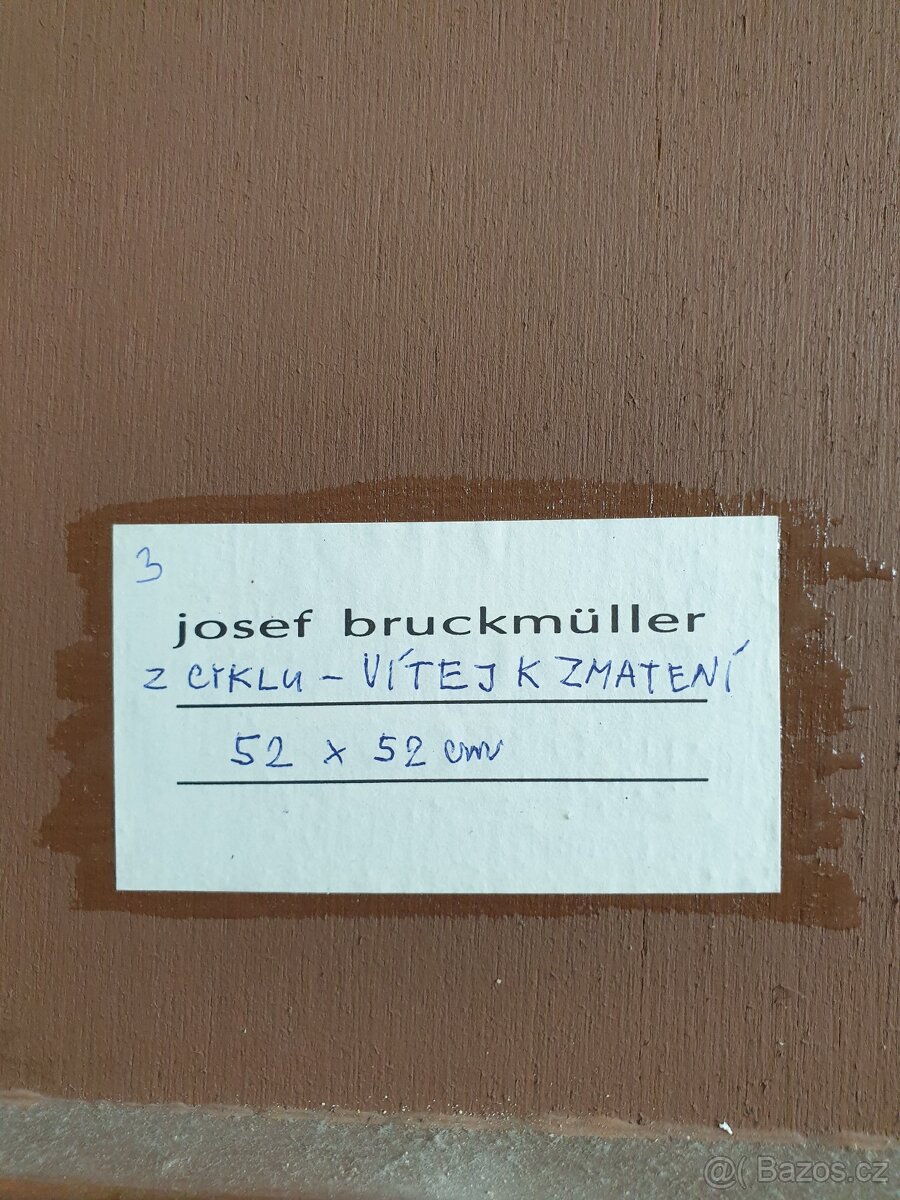 3
josef bruckmüller
Z CYKLU - VÍTEJ K ZMATENÍ
52 x 52 cm
@( Bazos.cz